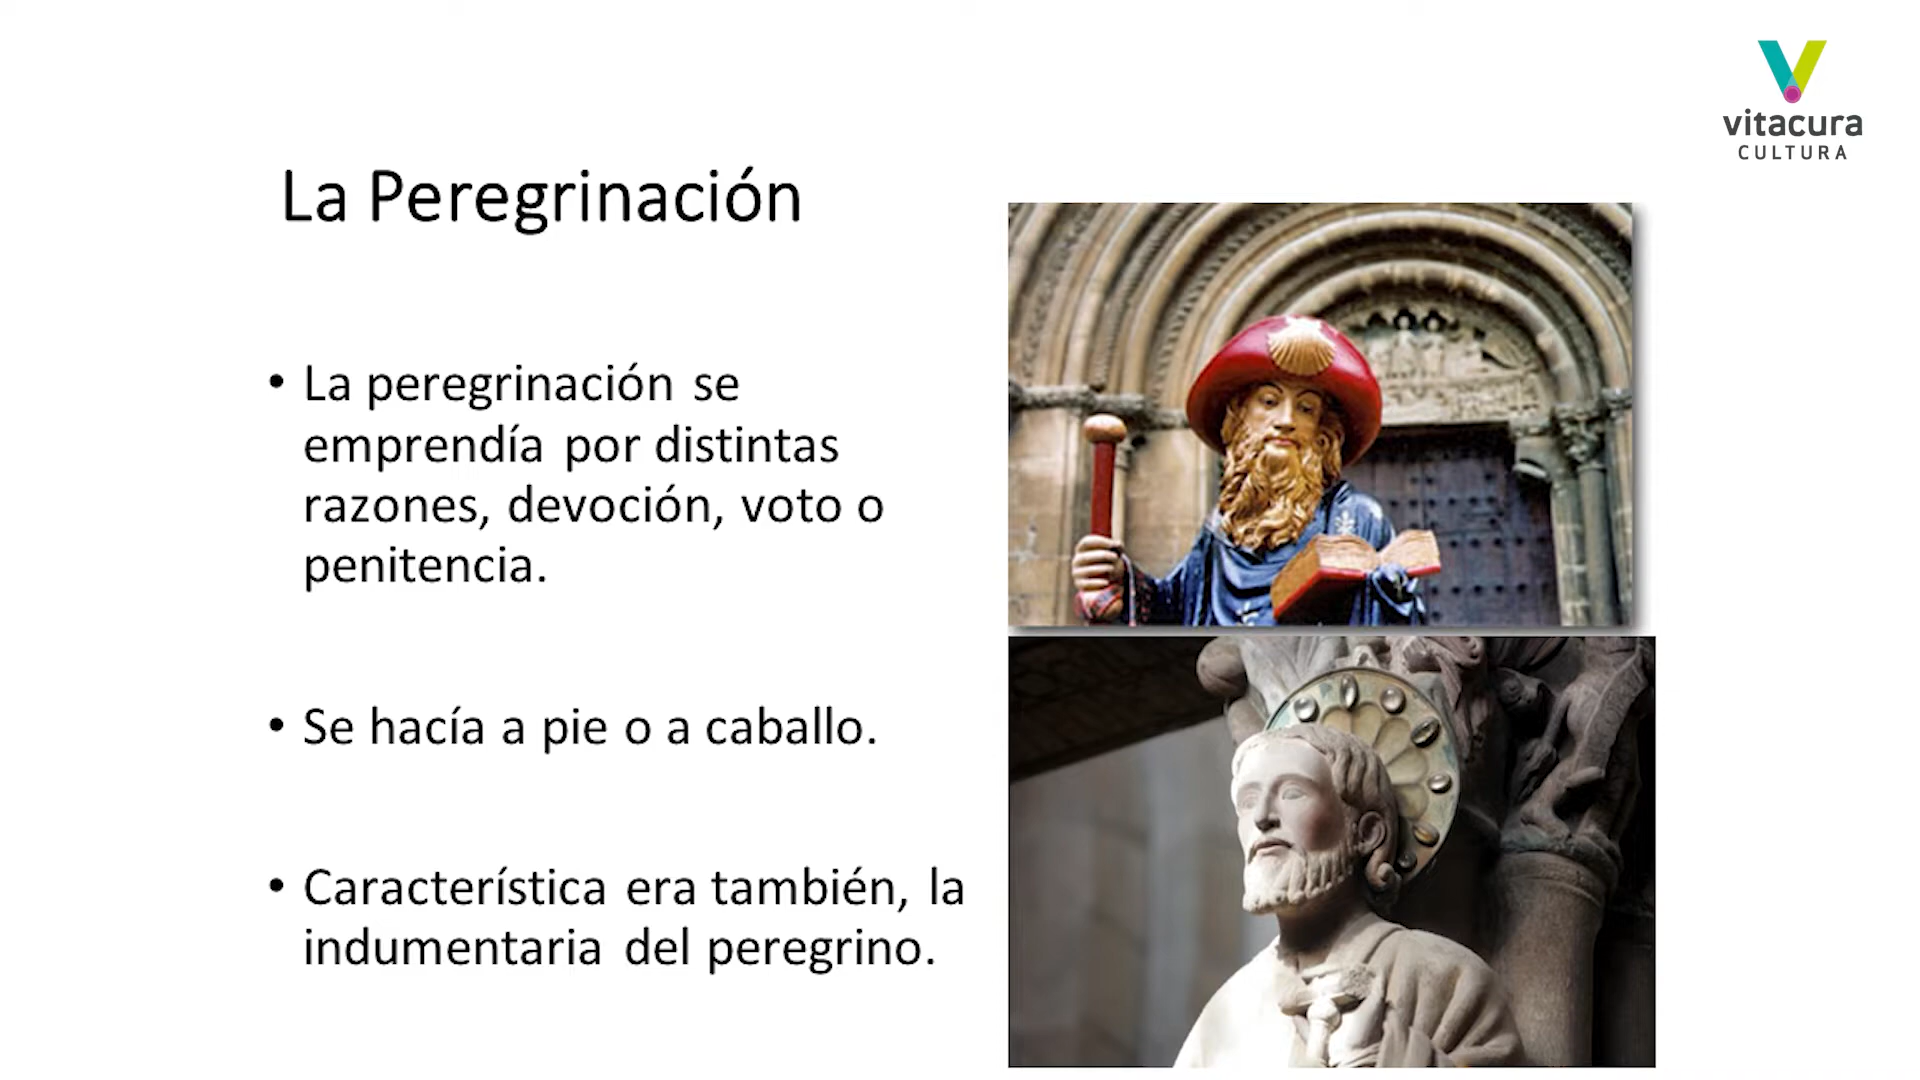 vitacura
CULTURA
La Peregrinación
• La peregrinación se
emprendía por distintas
razones, devoción, voto o
penitencia.
• Se hacía a pie o a caballo.
• Característica era también, la
indumentaria del peregrino.